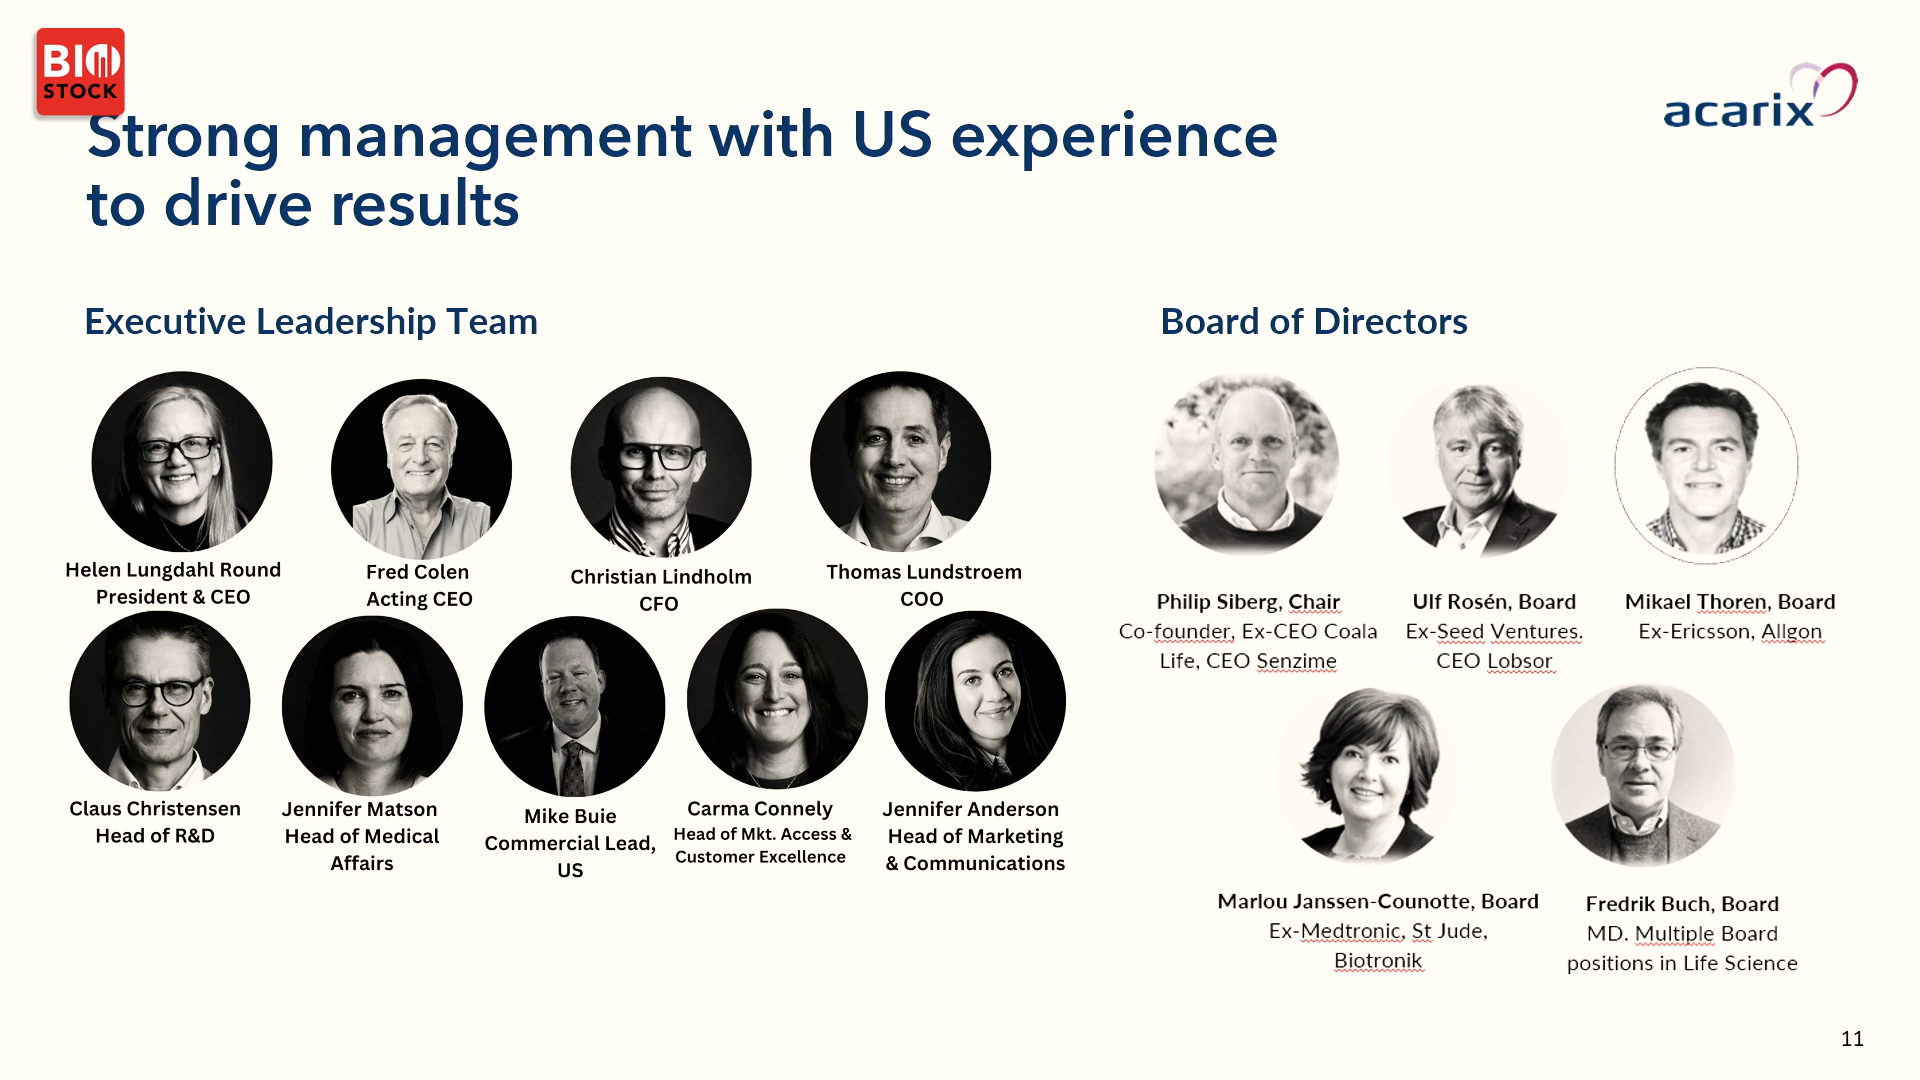 BIO
STOCK
acarix
Strong management with US experience
to drive results
Executive Leadership Team
Helen Lungdahl Round
President & CEO
Fred Colen
Acting CEO
Christian Lindholm
CFO
Thomas Lundstroem
COO
Claus Christensen
Head of R&D
Jennifer Matson
Head of Medical
Affairs
Mike Buie
Commercial Lead,
US
Carma Connely
Head of Mkt. Access &
Customer Excellence
Jennifer Anderson
Head of Marketing
& Communications
Board of Directors
Philip Siberg, Chair
Co-founder, Ex-CEO Coala
Life, CEO Senzime
Ulf Rosén, Board
Ex-Seed Ventures.
CEO Lobsor
Mikael Thoren, Board
Ex-Ericsson, Allgon
Marlou Janssen-Counotte, Board
Ex-Medtronic, St Jude,
Biotronik
Fredrik Buch, Board
MD. Multiple Board
positions in Life Science
11